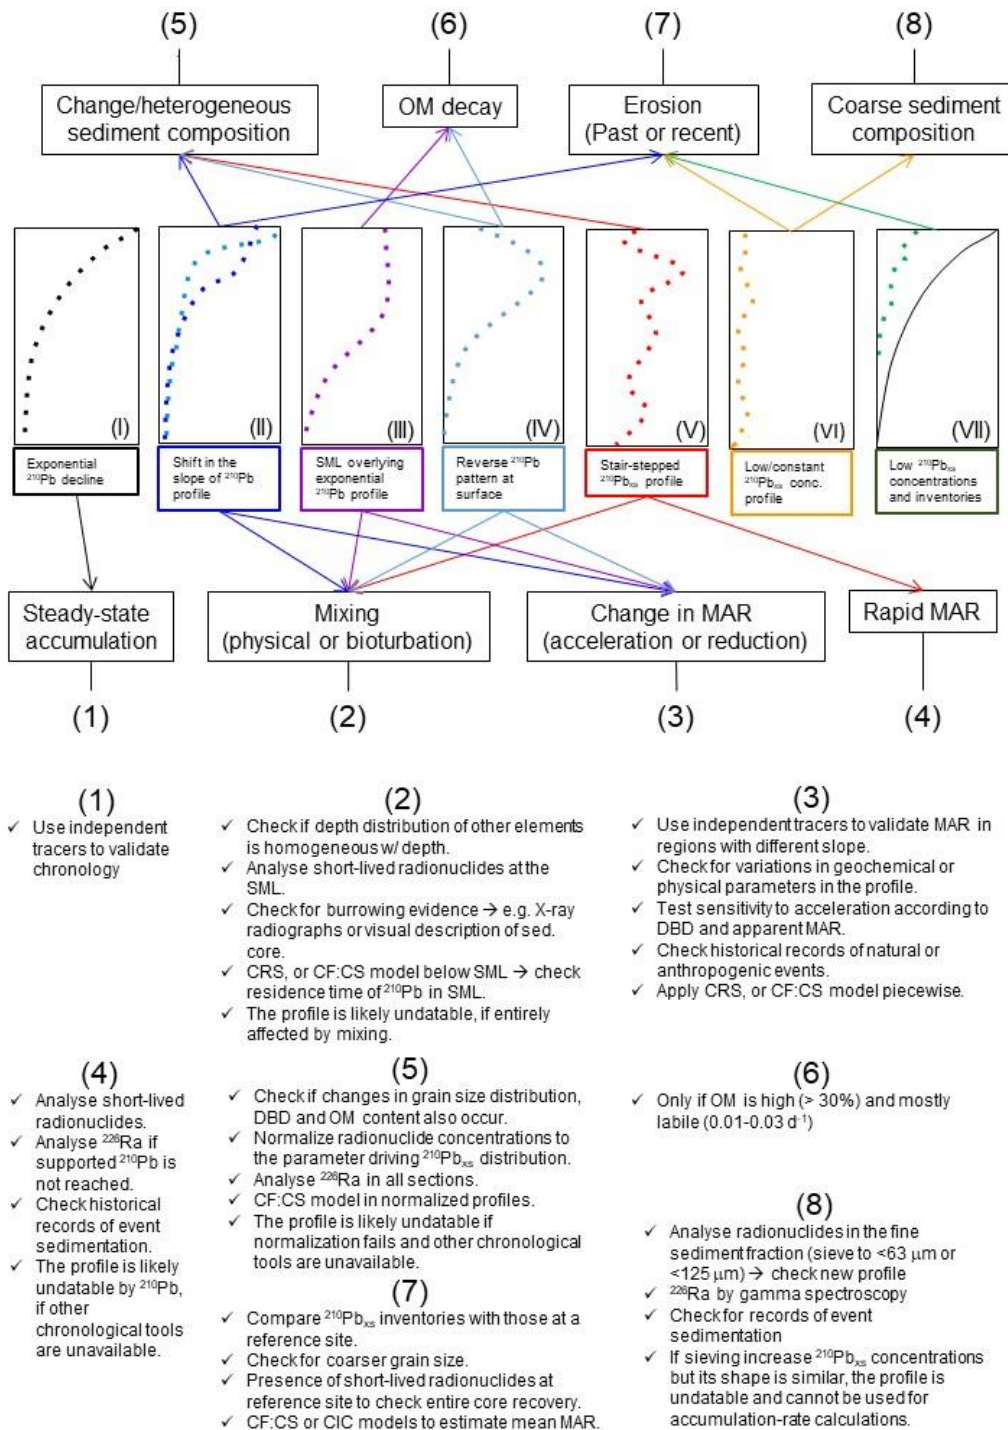 (5)
(6)
(7)
(8)
Change/heterogeneous
sediment composition
OM decay
Erosion
(Past or recent)
Coarse sediment
composition
(I)
(II)
(III)
(IV)
(V)
(VI)
(VII)
Exponential
²¹⁰Pb decline
Shift in the
slope of ²¹⁰Pb
profile
SML overlying
exponential
²¹⁰Pb profile
Reverse ²¹⁰Pb
pattern at
surface
Stair-stepped
²¹⁰Pbₓₛ profile
Low/constant
²¹⁰Pbₓₛ conc.
profile
Low ²¹⁰Pbₓₛ
concentrations
and inventories
Steady-state
accumulation
Mixing
(physical or bioturbation)
Change in MAR
(acceleration or reduction)
Rapid MAR
(1)
(2)
(3)
(4)
(1)
✓ Use independent
tracers to validate
chronology
(2)
✓ Check if depth distribution of other elements
is homogeneous w/ depth.
✓ Analyse short-lived radionuclides at the
SML.
✓ Check for burrowing evidence → e.g. X-ray
radiographs or visual description of sed.
core.
✓ CRS, or CF:CS model below SML → check
residence time of ²¹⁰Pb in SML.
✓ The profile is likely undatable, if entirely
affected by mixing.
(3)
✓ Use independent tracers to validate MAR in
regions with different slope.
✓ Check for variations in geochemical or
physical parameters in the profile.
✓ Test sensitivity to acceleration according to
DBD and apparent MAR.
✓ Check historical records of natural or
anthropogenic events.
✓ Apply CRS, or CF:CS model piecewise.
(4)
✓ Analyse short-lived
radionuclides.
✓ Analyse ²²⁶Ra if
supported ²¹⁰Pb is
not reached.
✓ Check historical
records of event
sedimentation.
✓ The profile is likely
undatable by ²¹⁰Pb,
if other
chronological tools
are unavailable.
(5)
✓ Check if changes in grain size distribution,
DBD and OM content also occur.
✓ Normalize radionuclide concentrations to
the parameter driving ²¹⁰Pbₓₛ distribution.
✓ Analyse ²²⁶Ra in all sections.
✓ CF:CS model in normalized profiles.
✓ The profile is likely undatable if
normalization fails and other chronological
tools are unavailable.
(6)
✓ Only if OM is high (> 30%) and mostly
labile (0.01-0.03 d⁻¹)
(7)
✓ Compare ²¹⁰Pbₓₛ inventories with those at a
reference site.
✓ Check for coarser grain size.
✓ Presence of short-lived radionuclides at
reference site to check entire core recovery.
✓ CF:CS or CIC models to estimate mean MAR.
(8)
✓ Analyse radionuclides in the fine
sediment fraction (sieve to <63 μm or
<125 μm) → check new profile
✓ ²²⁶Ra by gamma spectroscopy
✓ Check for records of event
sedimentation
✓ If sieving increase ²¹⁰Pbₓₛ concentrations
but its shape is similar, the profile is
undatable and cannot be used for
accumulation-rate calculations.